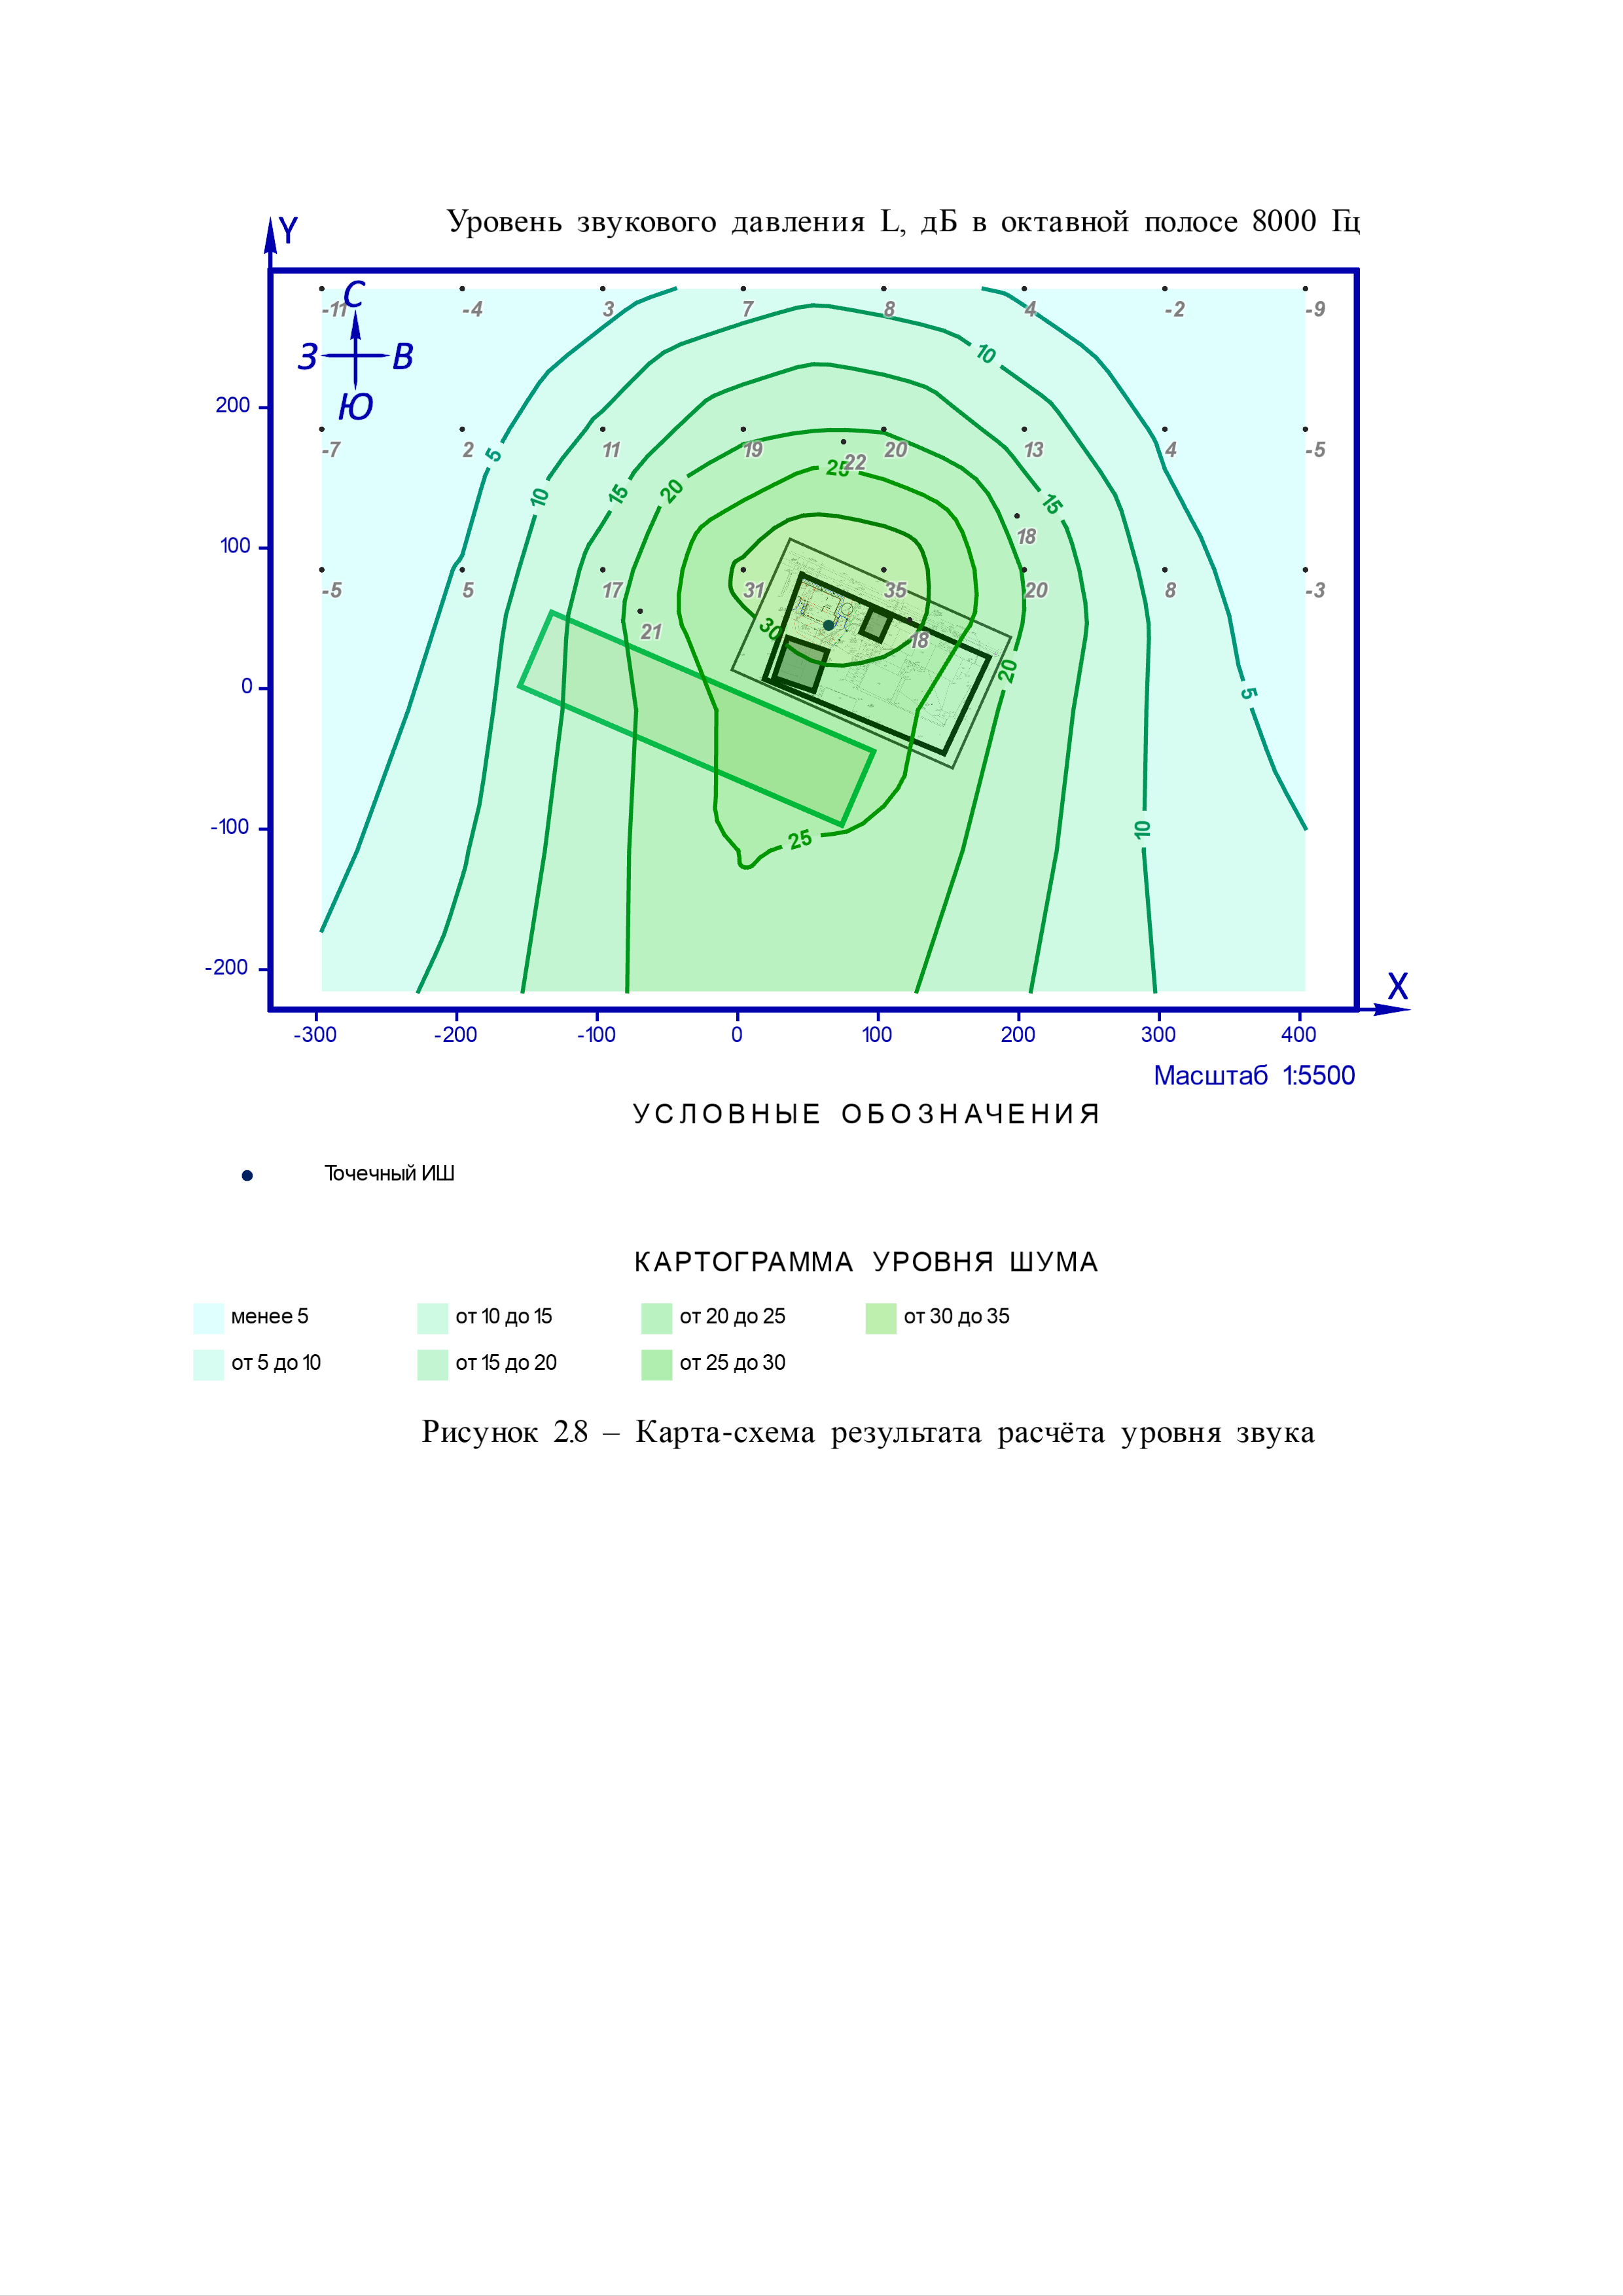 Уровень звукового давления L, дБ в октавной полосе 8000 Гц
Y
С
-11 -4 3 7 8 4 -2 -9
10
З В
Ю
200
-7 2 11 19 22 20 13 4 -5
5 10 15 20 25 15
100
18
-5 5 17 31 35 20 8 -3
21 30 18
20
0
5
-100
25 10
-200
X
-300 -200 -100 0 100 200 300 400
Масштаб 1:5500
УСЛОВНЫЕ ОБОЗНАЧЕНИЯ
Точечный ИШ
КАРТОГРАММА УРОВНЯ ШУМА
менее 5 от 10 до 15 от 20 до 25 от 30 до 35
от 5 до 10 от 15 до 20 от 25 до 30
Рисунок 2.8 – Карта-схема результата расчёта уровня звука